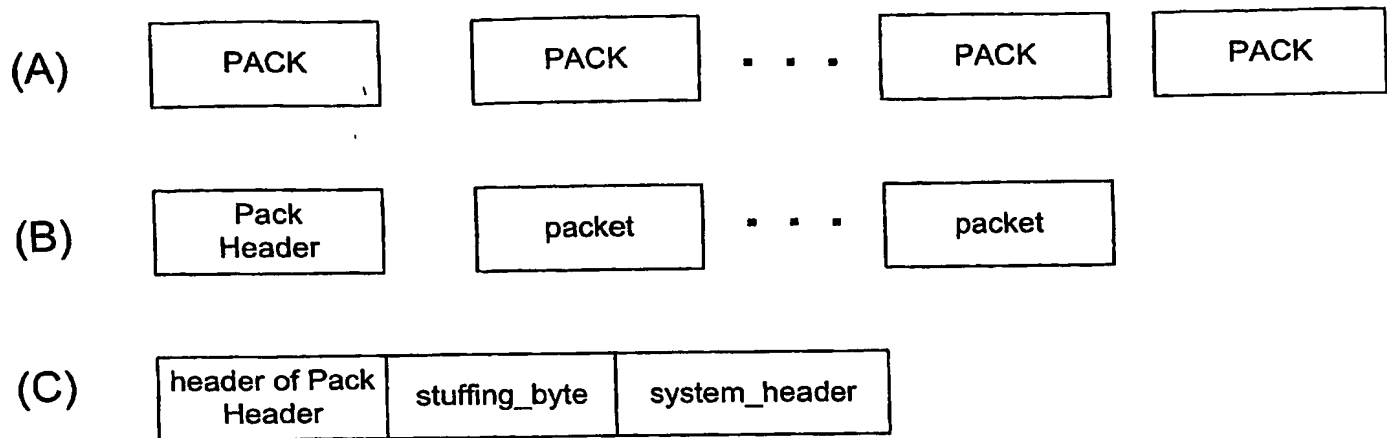 (A) PACK PACK . . . PACK PACK
(B) Pack Header packet . . . packet
(C) header of Pack Header stuffing_byte system_header